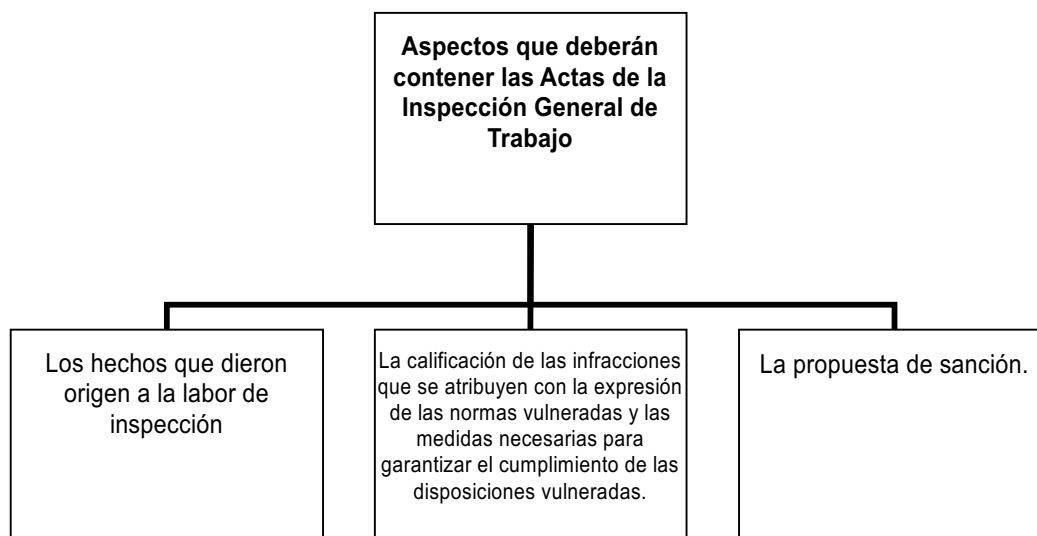 Aspectos que deberán
contener las Actas de la
Inspección General de
Trabajo
Los hechos que dieron
origen a la labor de
inspección
La calificación de las infracciones
que se atribuyen con la expresión
de las normas vulneradas y las
medidas necesarias para
garantizar el cumplimiento de las
disposiciones vulneradas.
La propuesta de sanción.